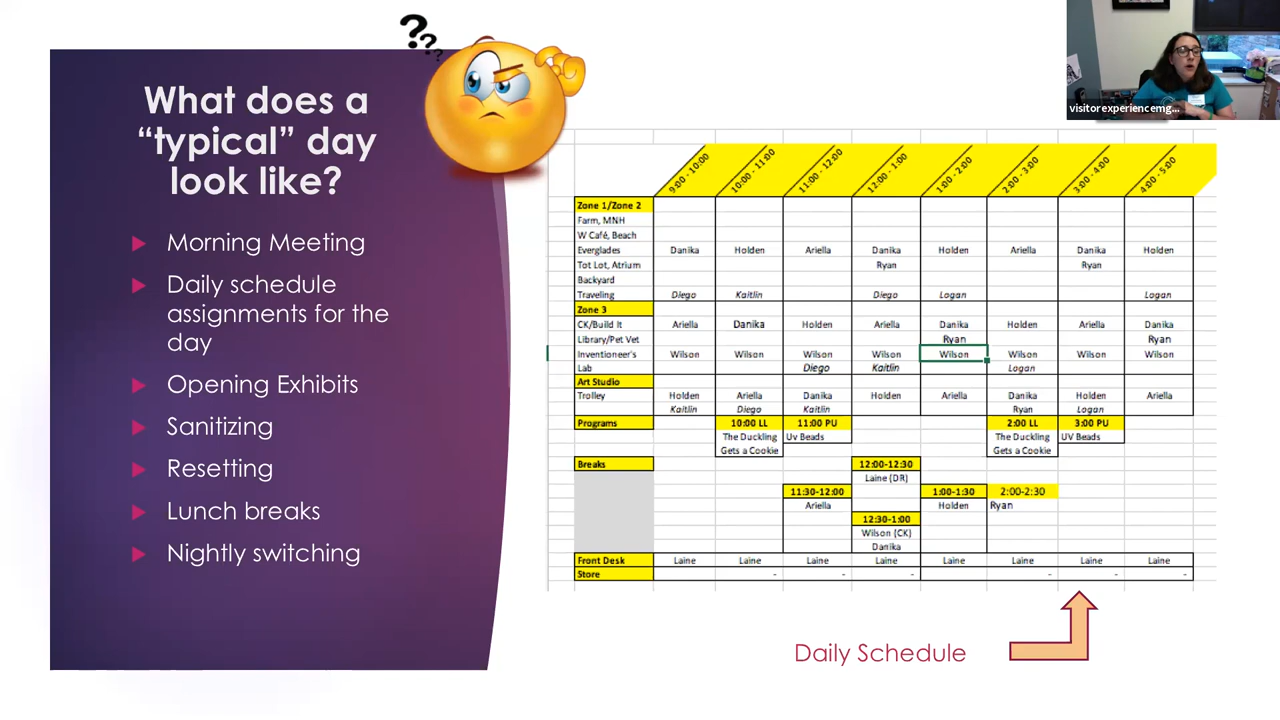 ???
What does a
“typical” day
look like?
Morning Meeting
Daily schedule
assignments for the
day
Opening Exhibits
Sanitizing
Resetting
Lunch breaks
Nightly switching
visitorexperiencemg...
9:00 - 10:00 10:00 - 11:00 11:00 - 12:00 12:00 - 1:00 1:00 - 2:00 2:00 - 3:00 3:00 - 4:00 4:00 - 5:00
Zone 1/Zone 2
Farm, MNH
W Café, Beach
Everglades Danika Holden Ariella Danika Holden Ariella Danika Holden
Tot Lot, Atrium Ryan Ryan
Backyard
Traveling Diego Kaitlin Diego Logan Logan
Zone 3
CK/Build It Ariella Danika Holden Ariella Danika Holden Ariella Danika
Library/Pet Vet Ryan Ryan
Inventioneer's Wilson Wilson Wilson Wilson Wilson Wilson Wilson Wilson
Lab Diego Kaitlin Logan
Art Studio
Trolley Holden Ariella Danika Holden Ariella Danika Holden Ariella
Kaitlin Diego Kaitlin Ryan Logan
Programs 10:00 LL 11:00 PU 2:00 LL 3:00 PU
The Duckling Uv Beads The Duckling UV Beads
Gets a Cookie Gets a Cookie
Breaks 12:00-12:30
Laine (DR)
11:30-12:00 1:00-1:30 2:00-2:30
Ariella Holden Ryan
12:30-1:00
Wilson (CK)
Danika
Front Desk Laine Laine Laine Laine Laine Laine Laine Laine
Store - - - - - -
Daily Schedule